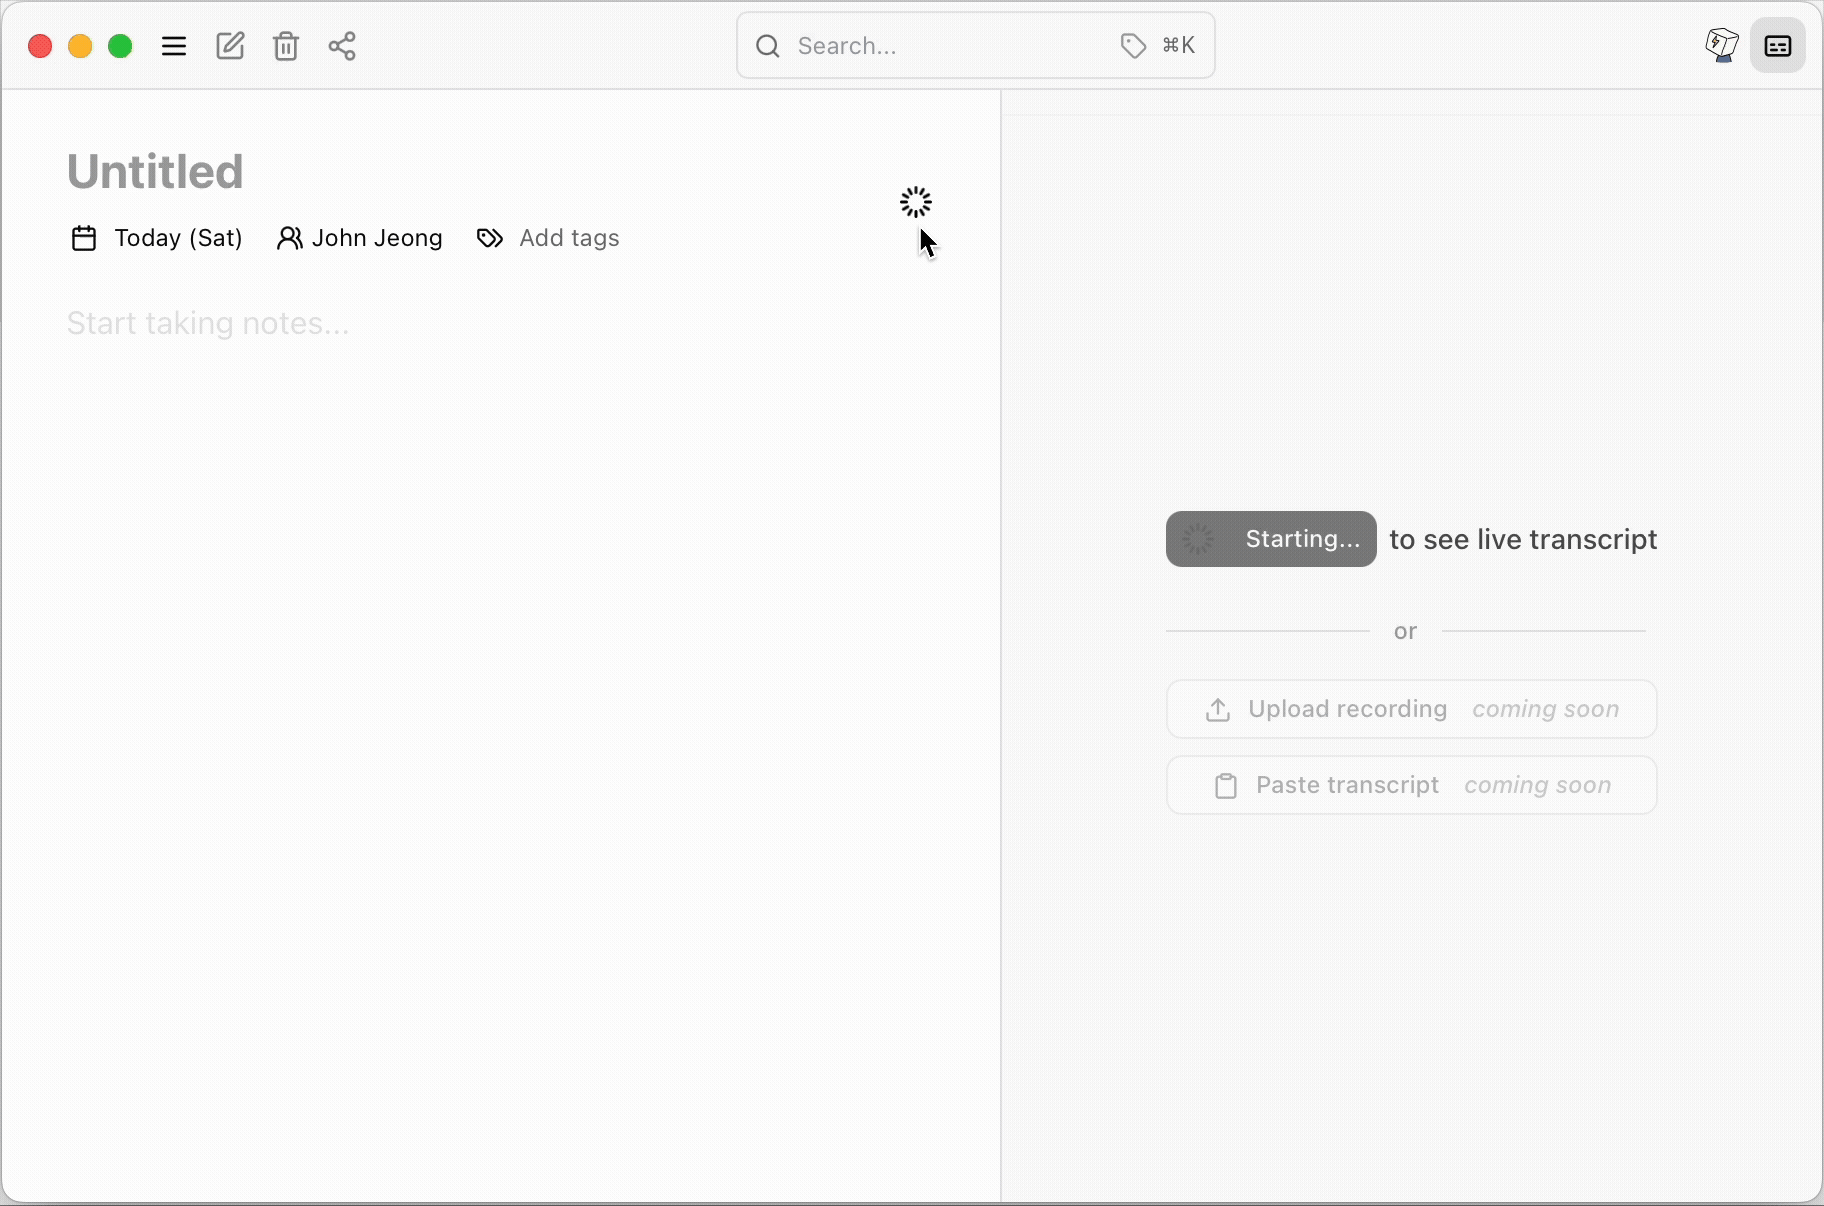 Search... ⌘K
Untitled
Today (Sat) John Jeong Add tags
Start taking notes...
Starting... to see live transcript
or
Upload recording coming soon
Paste transcript coming soon